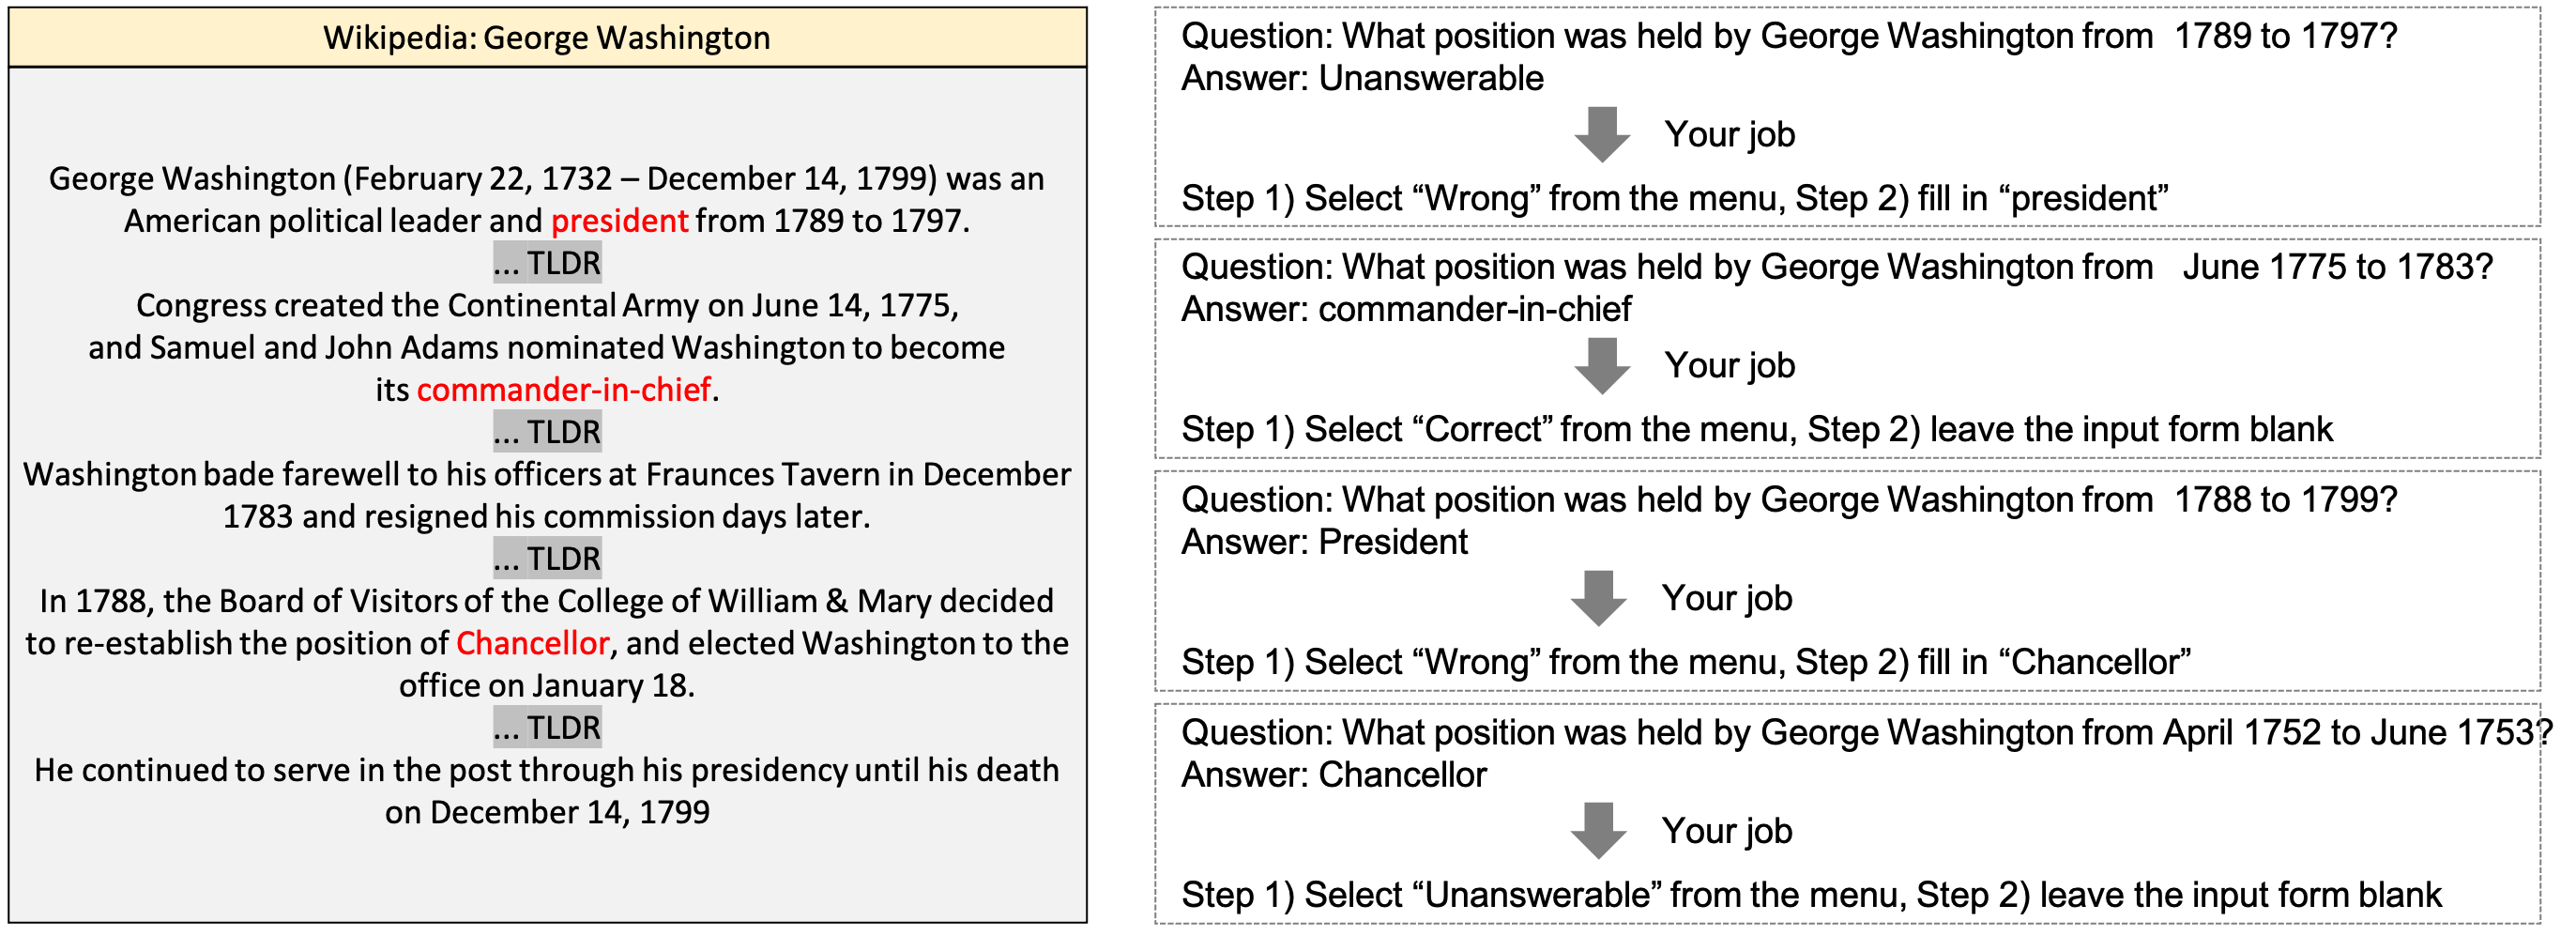 Wikipedia: George Washington
George Washington (February 22, 1732 – December 14, 1799) was an
American political leader and president from 1789 to 1797.
... TLDR
Congress created the Continental Army on June 14, 1775,
and Samuel and John Adams nominated Washington to become
its commander-in-chief.
... TLDR
Washington bade farewell to his officers at Fraunces Tavern in December
1783 and resigned his commission days later.
... TLDR
In 1788, the Board of Visitors of the College of William & Mary decided
to re-establish the position of Chancellor, and elected Washington to the
office on January 18.
... TLDR
He continued to serve in the post through his presidency until his death
on December 14, 1799
Question: What position was held by George Washington from 1789 to 1797?
Answer: Unanswerable
Your job
Step 1) Select “Wrong” from the menu, Step 2) fill in “president”
Question: What position was held by George Washington from June 1775 to 1783?
Answer: commander-in-chief
Your job
Step 1) Select “Correct” from the menu, Step 2) leave the input form blank
Question: What position was held by George Washington from 1788 to 1799?
Answer: President
Your job
Step 1) Select “Wrong” from the menu, Step 2) fill in “Chancellor”
Question: What position was held by George Washington from April 1752 to June 1753?
Answer: Chancellor
Your job
Step 1) Select “Unanswerable” from the menu, Step 2) leave the input form blank